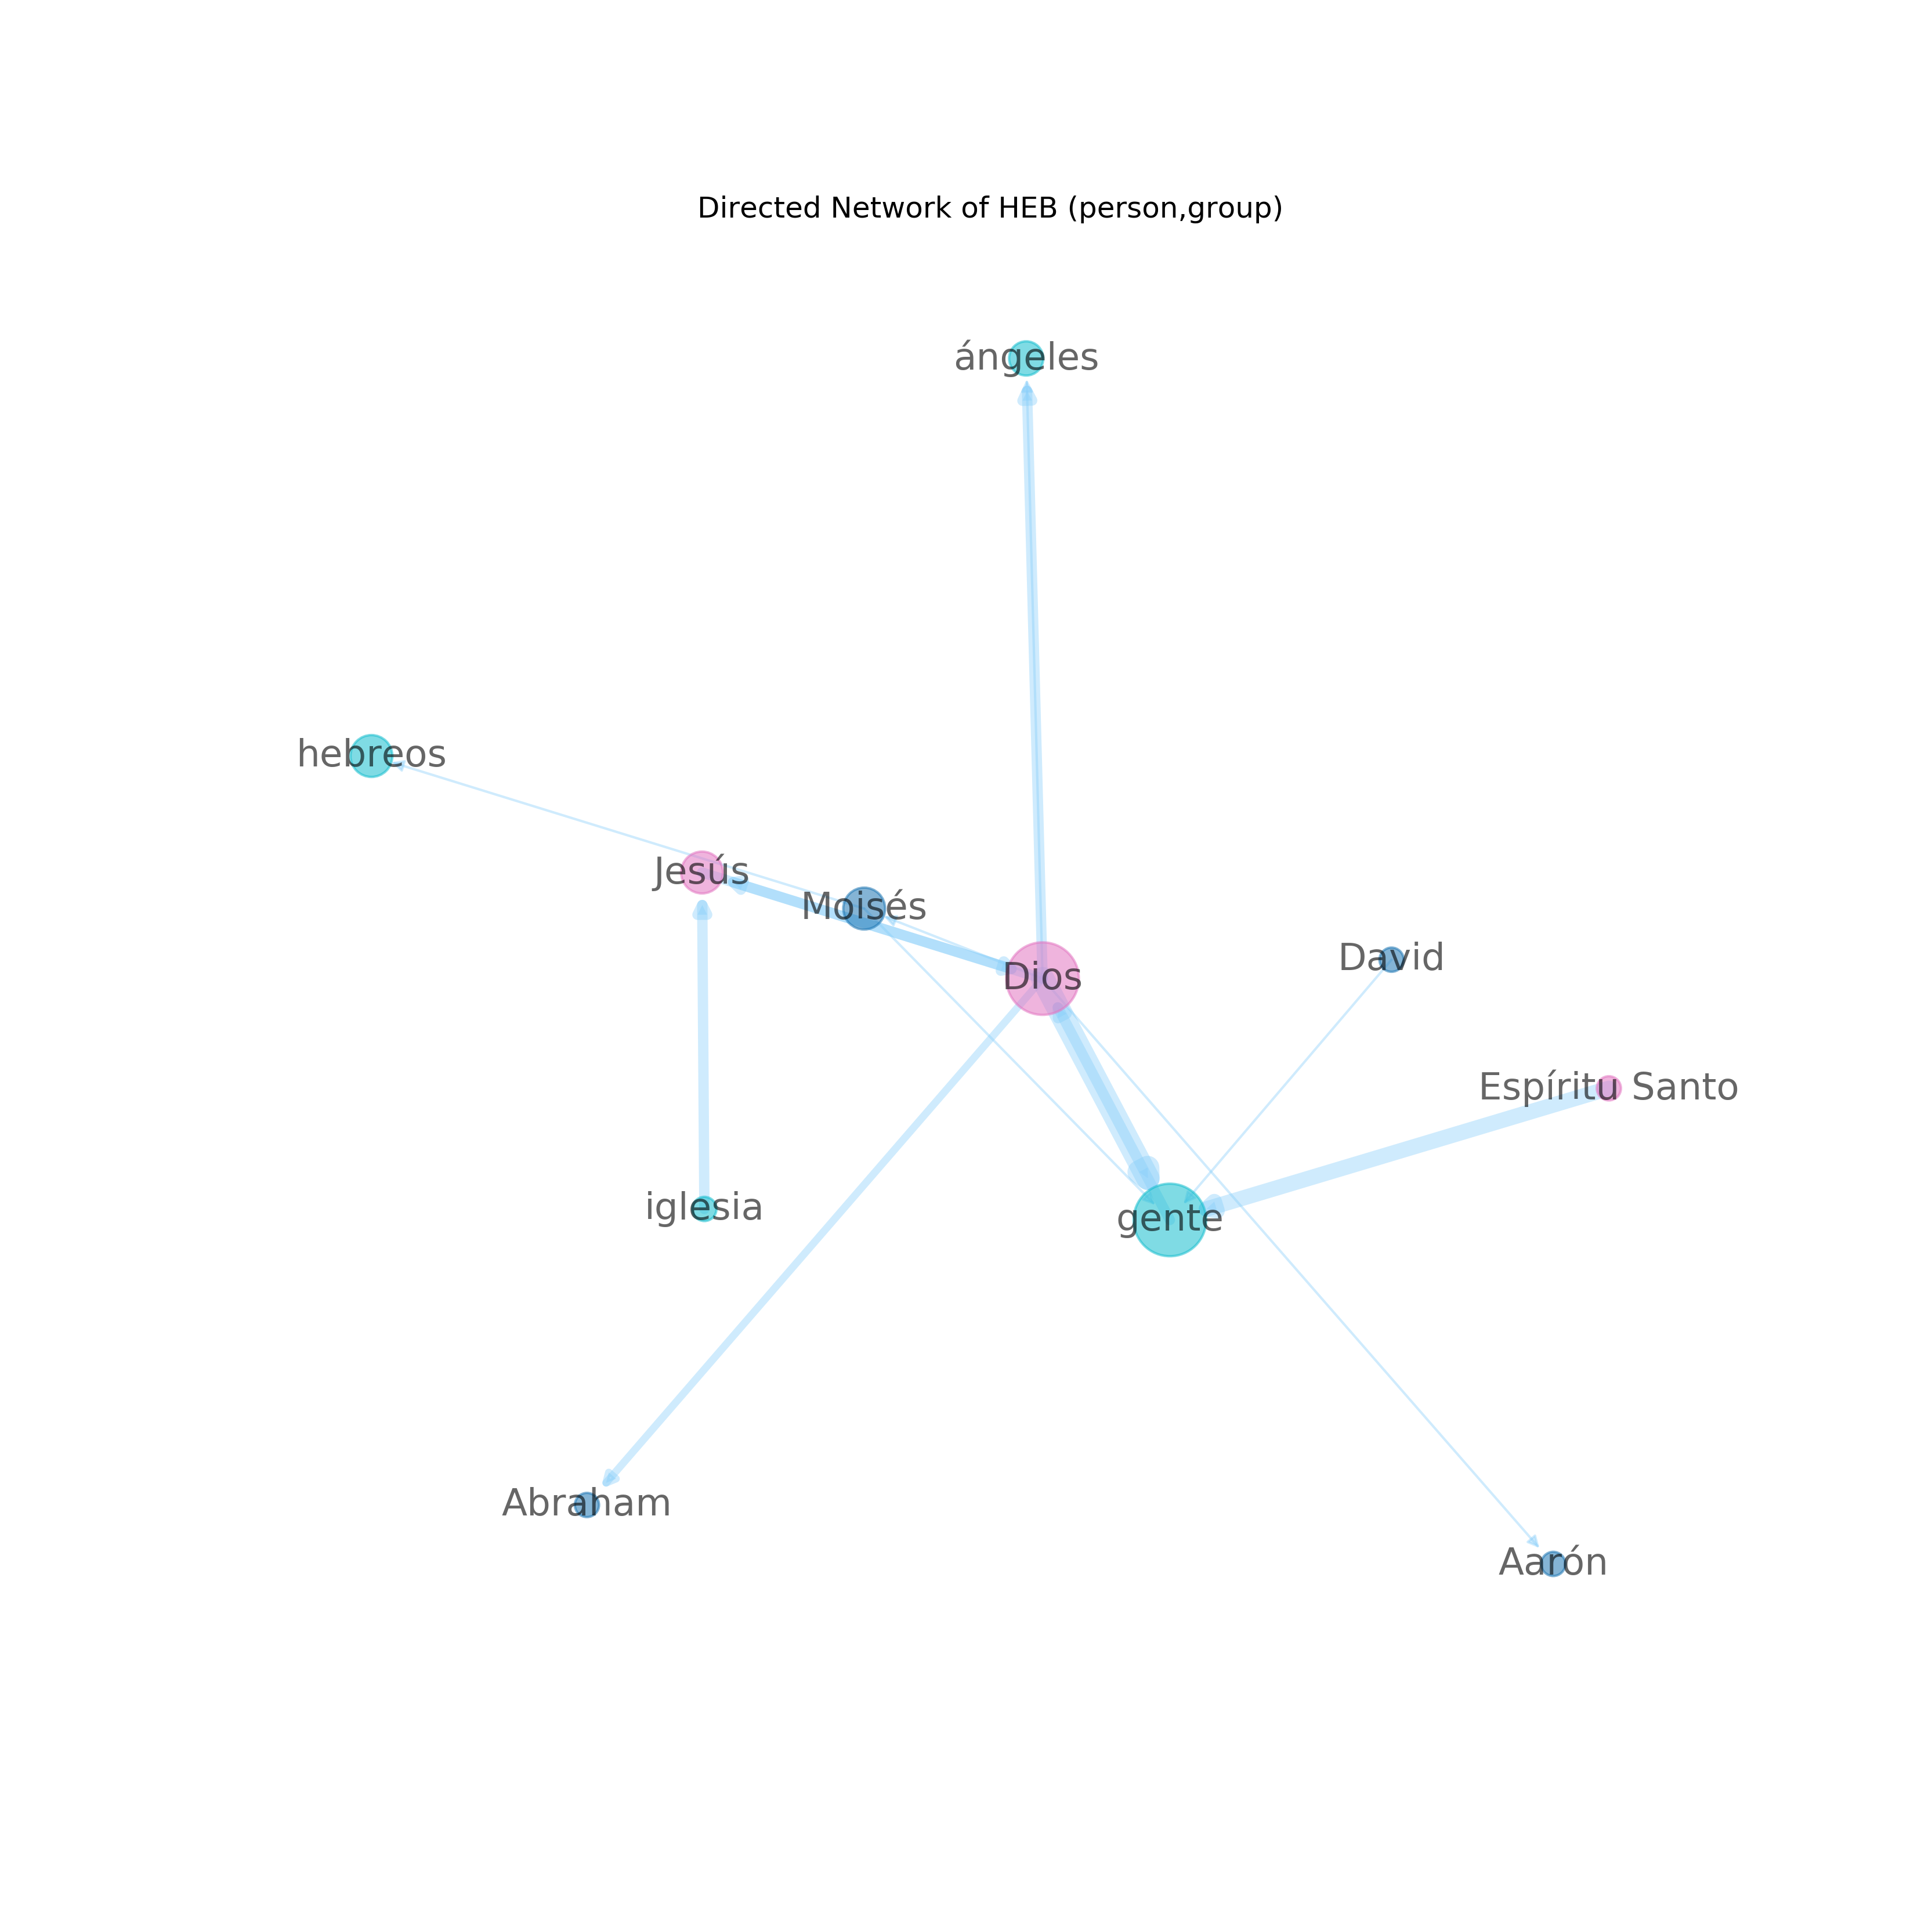 Directed Network of HEB (person,group)
ángeles
hebreos
Jesús
Moisés
David
Dios
Espíritu Santo
iglesia
gente
Abraham
Aarón